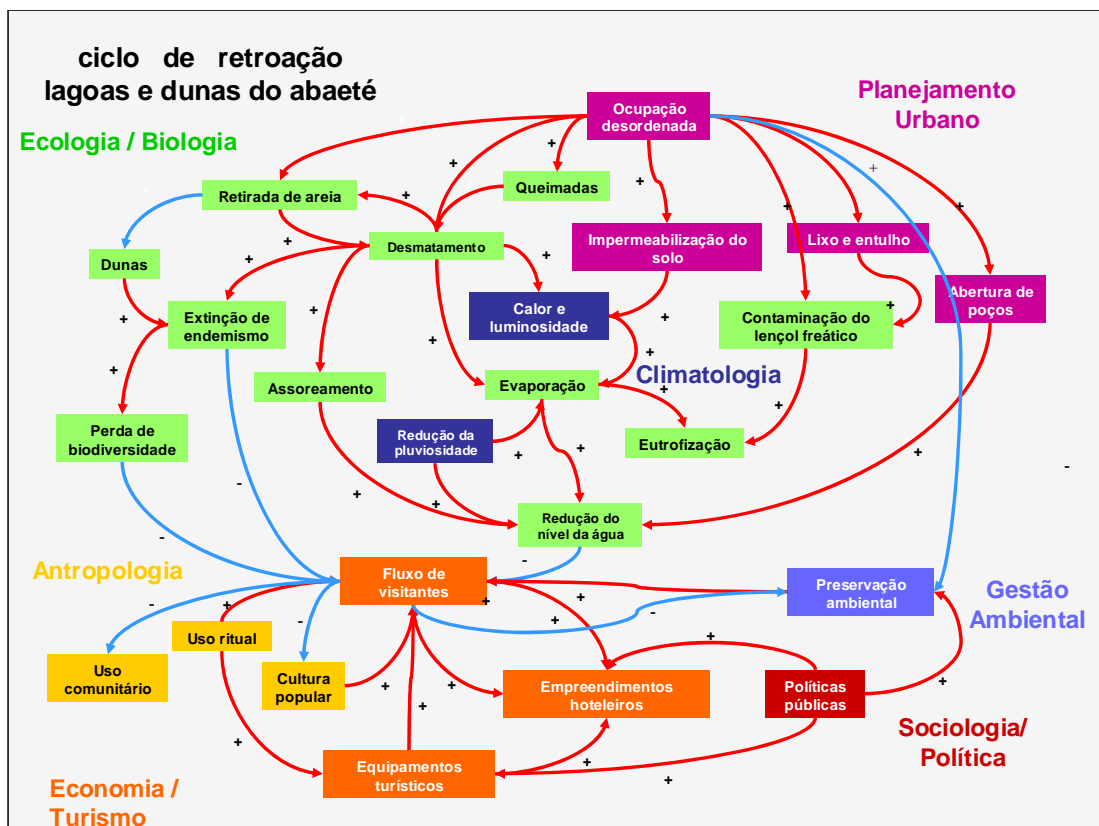 ciclo de retroação
lagoas e dunas do abaeté
Planejamento
Urbano
Ecologia / Biologia
Ocupação
desordenada
+
+
+
+
+
+
+
+
-
Retirada de areia
Queimadas
+
Desmatamento
Impermeabilização do
solo
Lixo e entulho
+
+
Dunas
Abertura de
poços
+
+
+
+
Extinção de
endemismo
Calor e
luminosidade
Contaminação do
lençol freático
+
+
+
+
+
Climatologia
Assoreamento
Evaporação
+
+
Perda de
biodiversidade
Redução da
pluviosidade
Eutrofização
+
+
+
-
-
+
+
Redução do
nível da água
-
-
Antropologia
Fluxo de
visitantes
Preservação
ambiental
Gestão
Ambiental
-
+
-
+
+
-
+
Uso ritual
Uso
comunitário
Cultura
popular
+
+
+
+
Empreendimentos
hoteleiros
Políticas
públicas
+
+
+
Sociologia/
Política
Equipamentos
turísticos
+
+
Economia /
Turismo